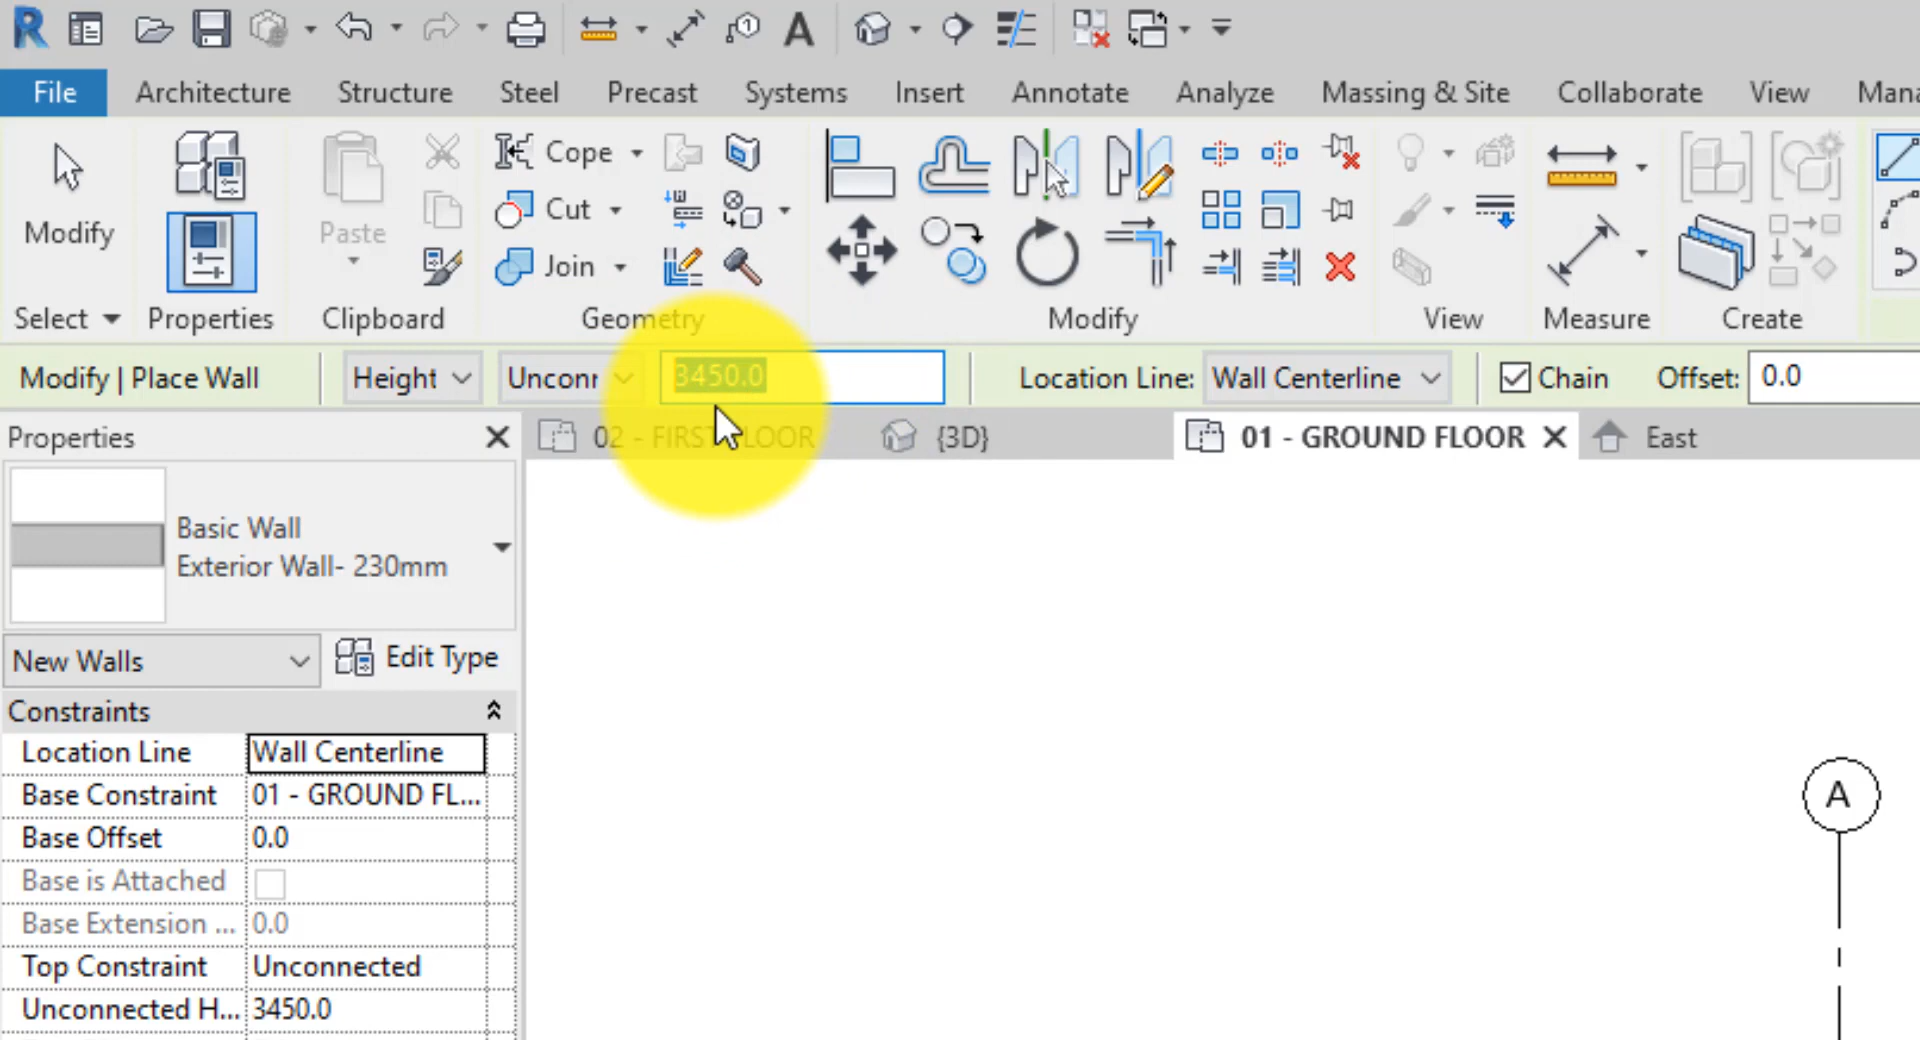 File Architecture Structure Steel Precast Systems Insert Annotate Analyze Massing & Site Collaborate View Mana
Modify
Paste
Cope
Cut
Join
Select Properties Clipboard Geometry Modify View Measure Create
Modify | Place Wall Height Unconr 3450.0 Location Line: Wall Centerline Chain Offset: 0.0
Properties
02 - FIRST FLOOR {3D} 01 - GROUND FLOOR East
Basic Wall
Exterior Wall- 230mm
New Walls Edit Type
Constraints
Location Line Wall Centerline
Base Constraint 01 - GROUND FL...
Base Offset 0.0
Base is Attached
Base Extension ... 0.0
Top Constraint Unconnected
Unconnected H... 3450.0
A